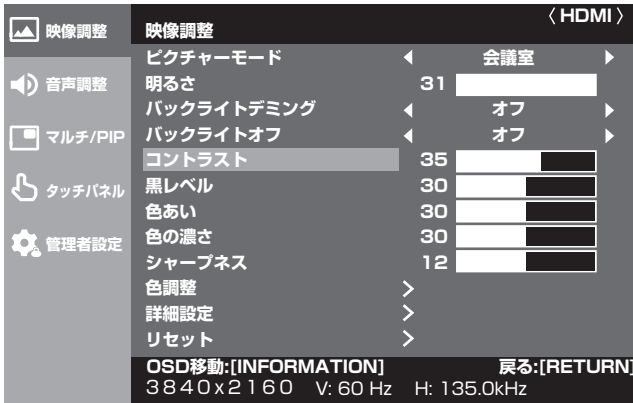 〈HDMI〉
映像調整
映像調整
ピクチャーモード 会議室
音声調整
明るさ 31
バックライトデミング オフ
マルチ/PIP
バックライトオフ オフ
コントラスト 35
タッチパネル
黒レベル 30
色あい 30
管理者設定
色の濃さ 30
シャープネス 12
色調整
詳細設定
リセット
OSD移動:[INFORMATION] 戻る:[RETURN]
3840x2160 V: 60 Hz H: 135.0kHz